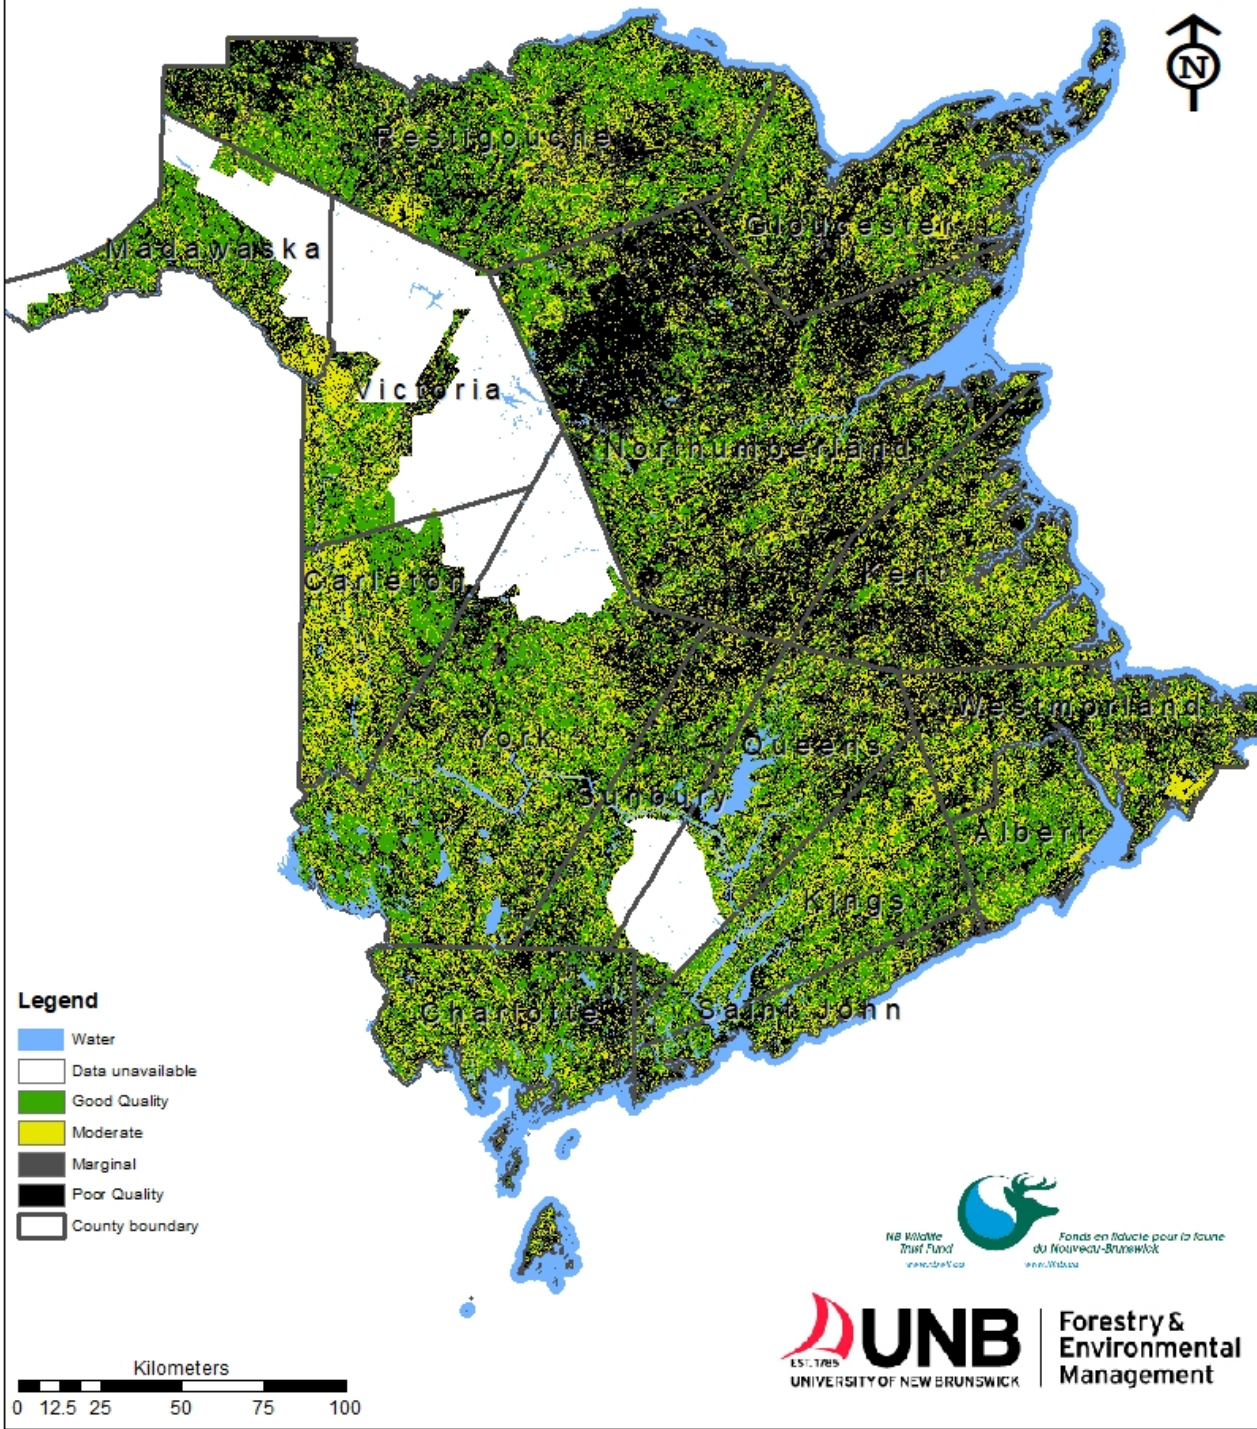 N
Restigouche
Gloucester
Madawaska
Victoria
Northumberland
Carleton
Kent
Westmorland
York
Queens
Sunbury
Albert
Kings
Charlotte
Saint John
Legend
Water
Data unavailable
Good Quality
Moderate
Marginal
Poor Quality
County boundary
NB Wildlife
Trust Fund
Fonds en fiducie pour la faune
du Nouveau-Brunswick
UNB
EST. 1785
UNIVERSITY OF NEW BRUNSWICK
Forestry &
Environmental
Management
Kilometers
0 12.5 25 50 75 100